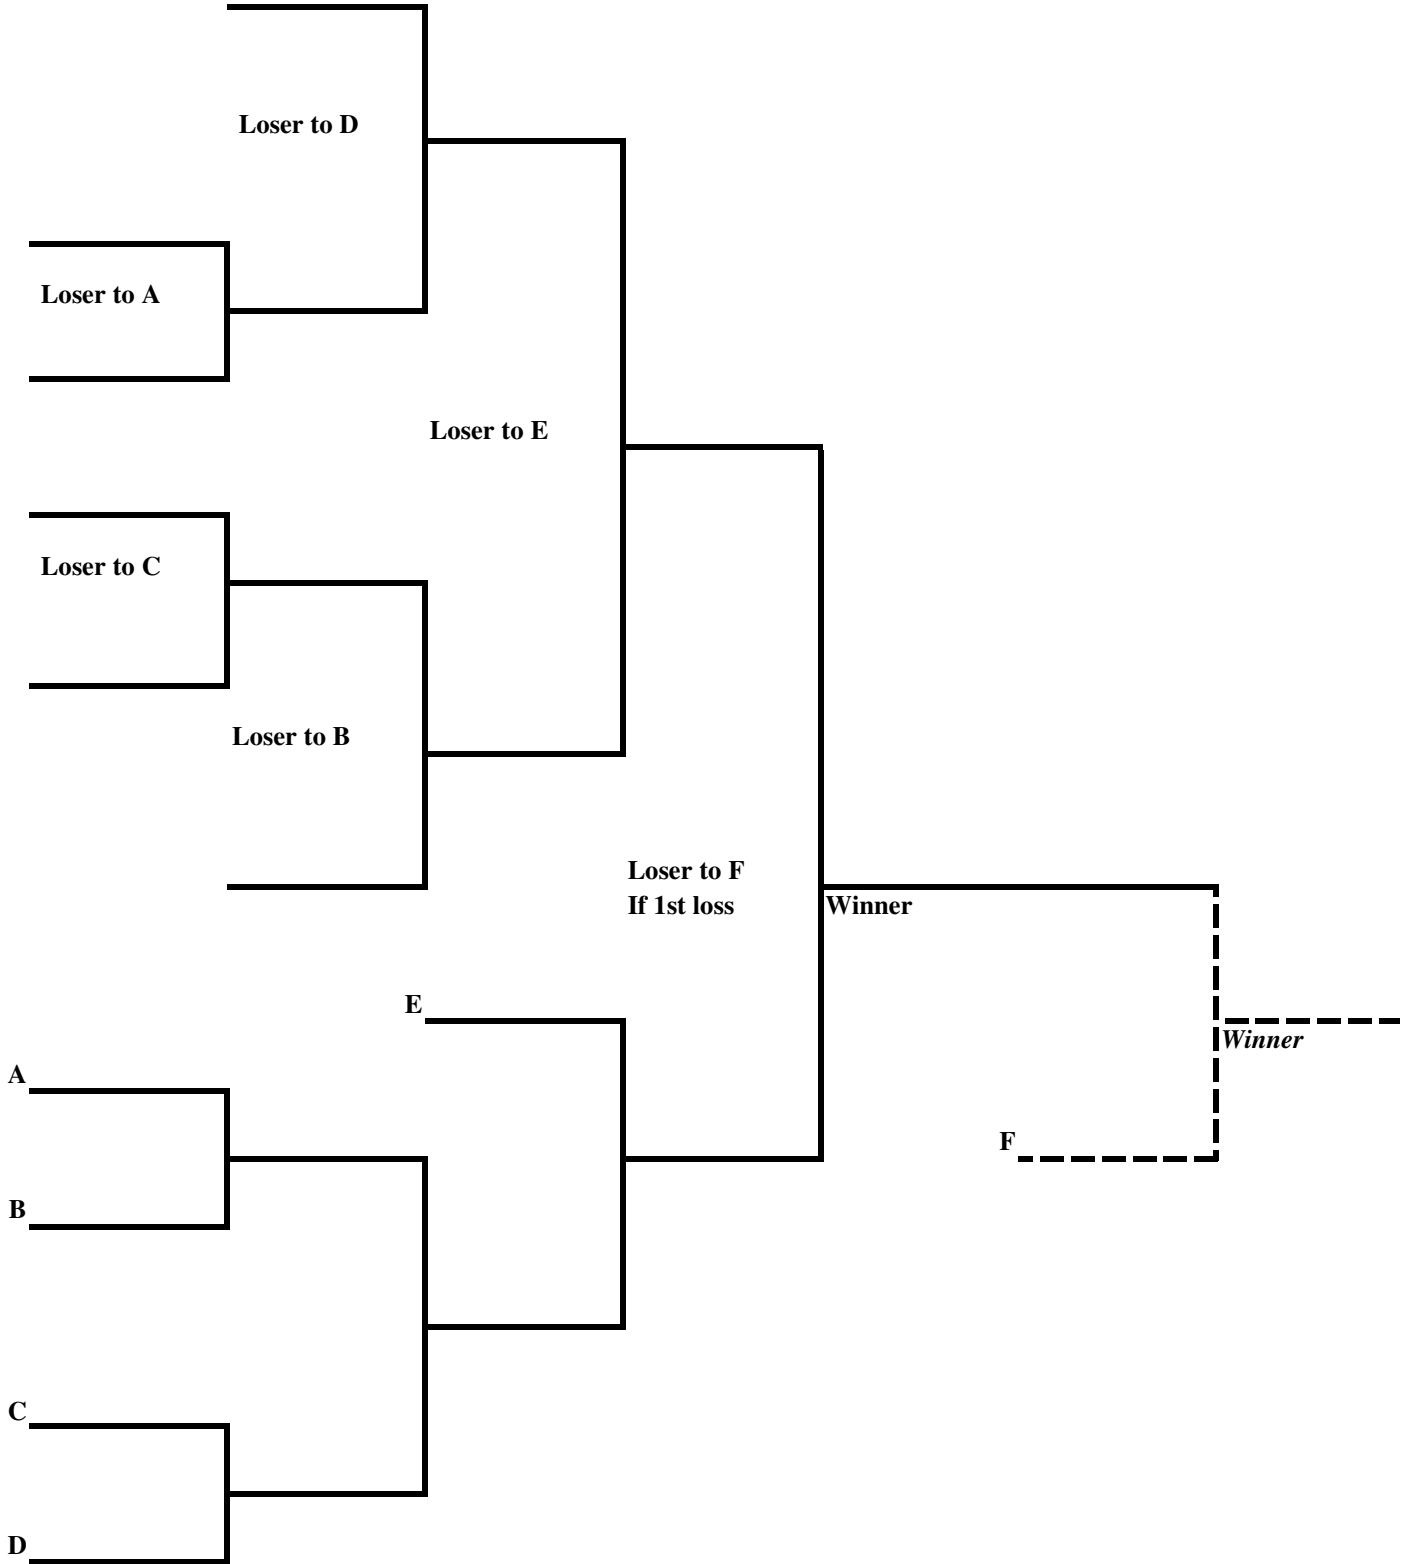 Loser to D
Loser to A
Loser to E
Loser to C
Loser to B
Loser to F
If 1st loss
Winner
E
Winner
A
F
B
C
D